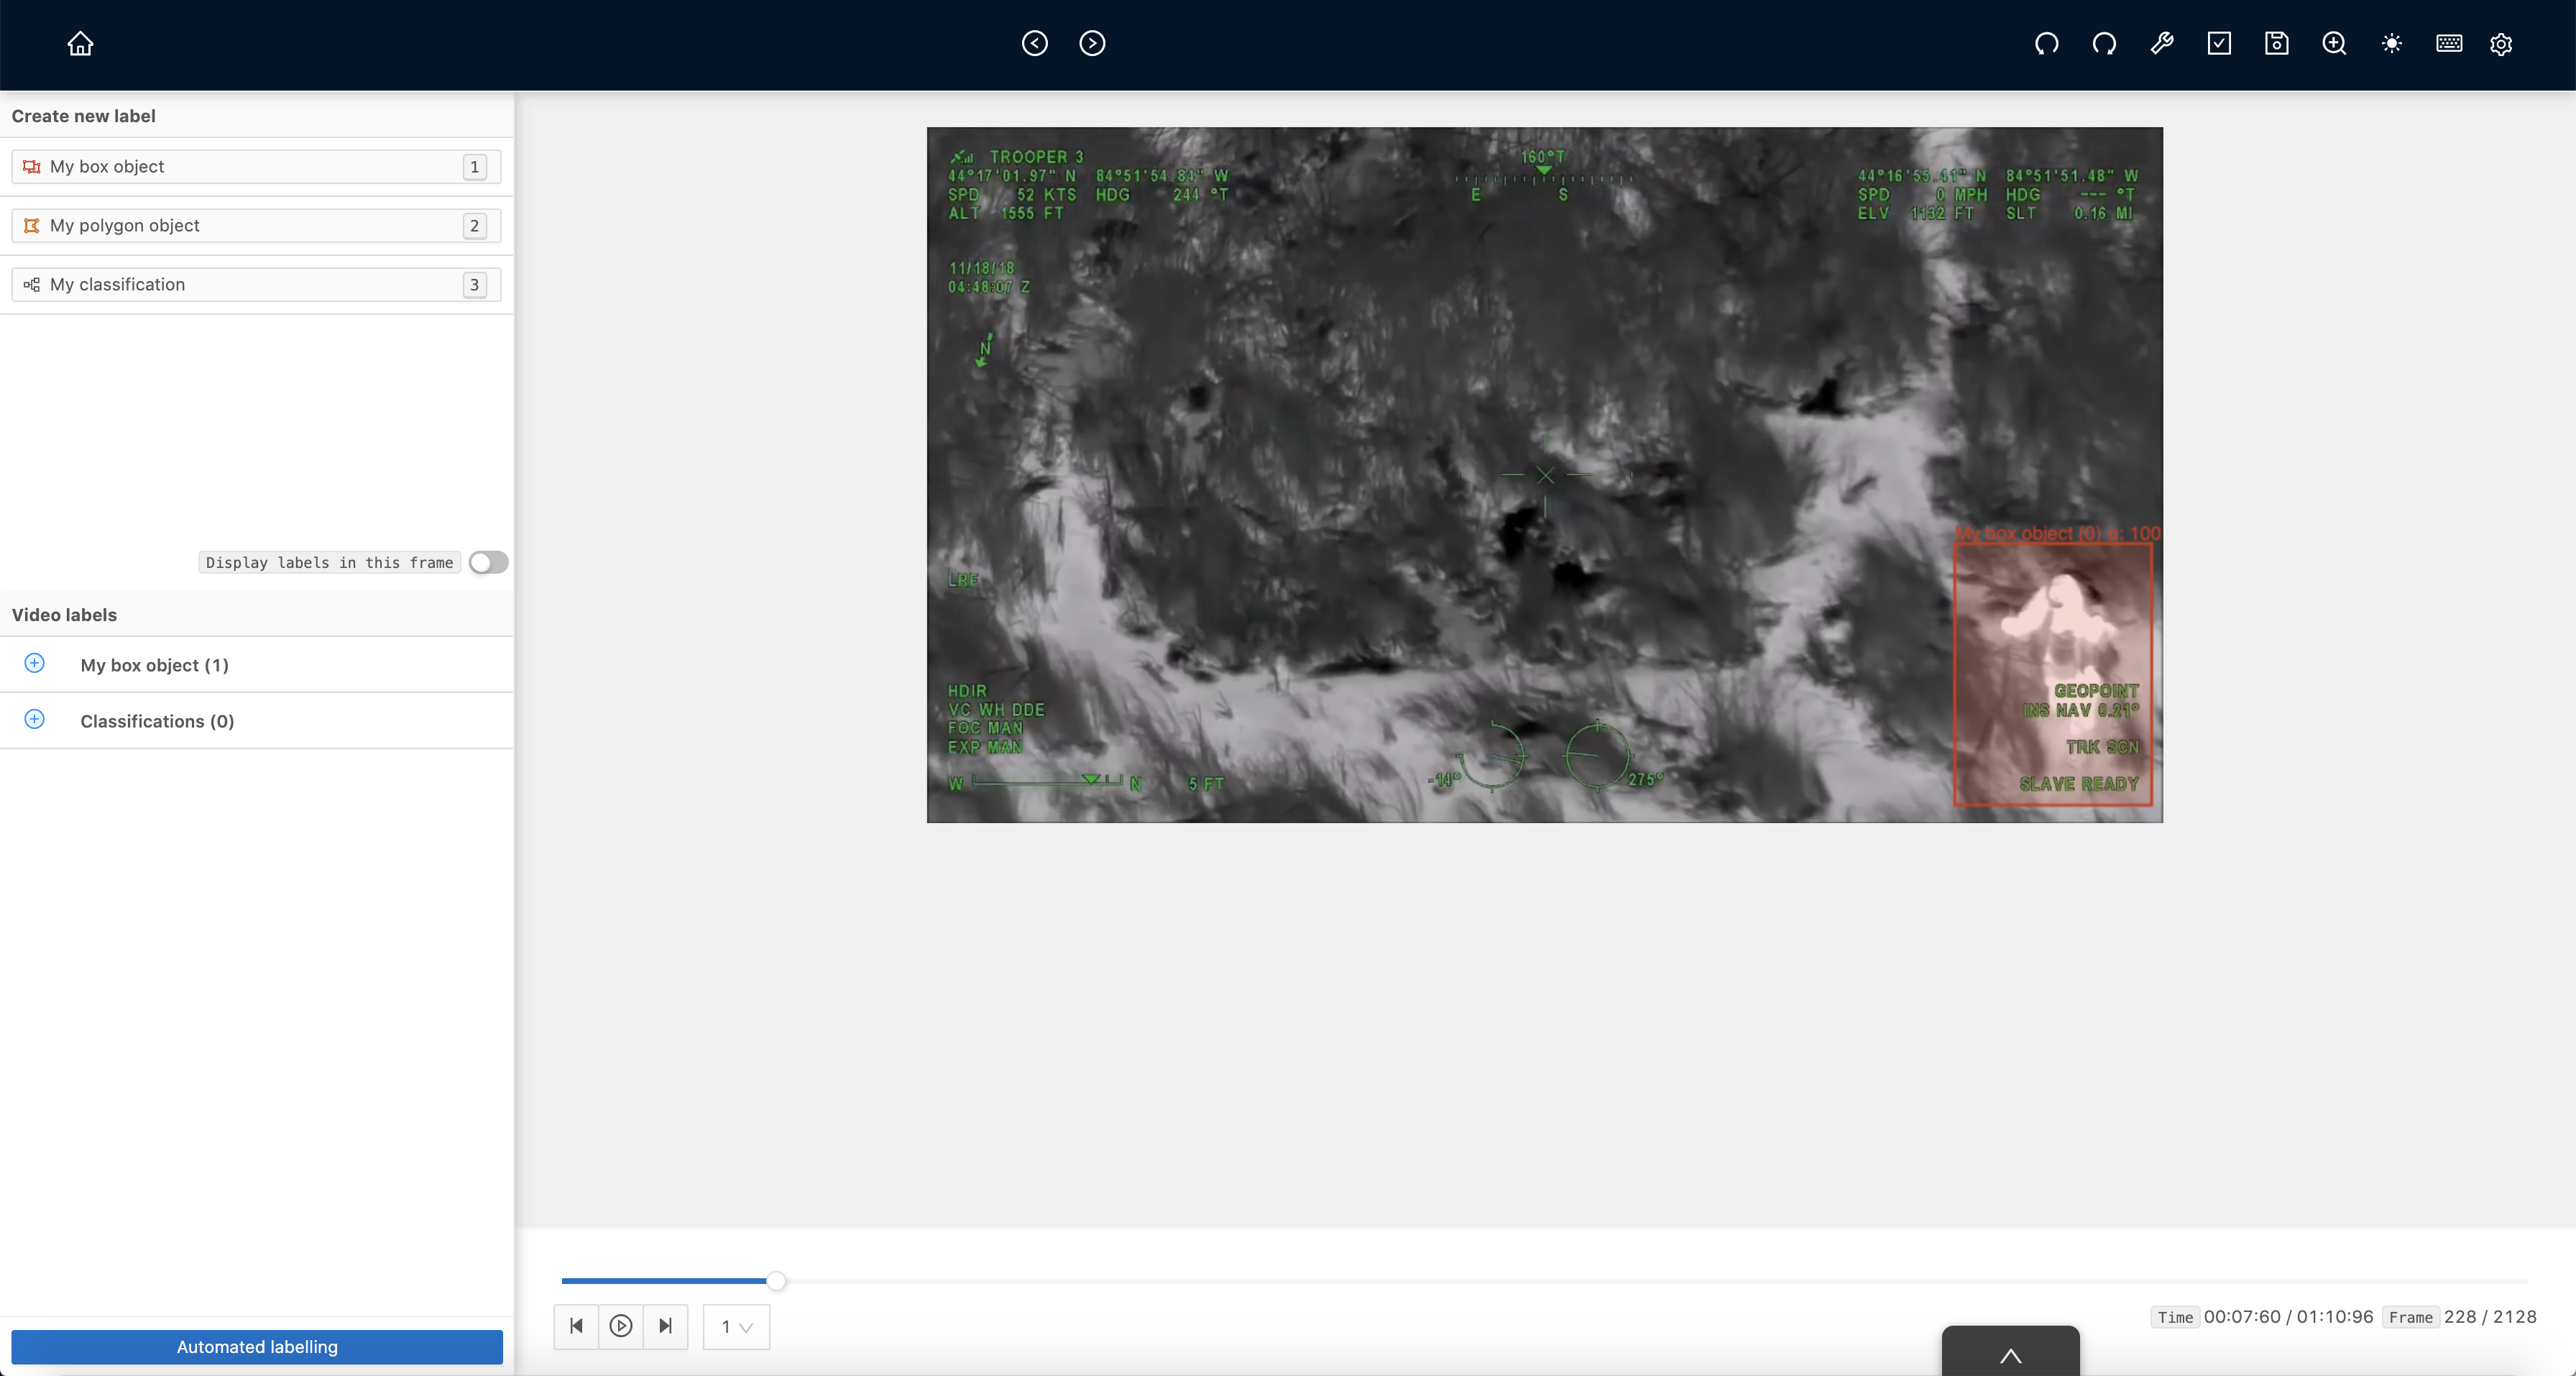 Create new label
My box object 1
My polygon object 2
My classification 3
Display labels in this frame
Video labels
My box object (1)
Classifications (0)
Automated labelling
TROOPER 3
44°17'01.97" N 84°51'54.84" W
SPD 52 KTS HDG 244 °T
ALT 1555 FT
11/18/18
04:48:07 Z
N
160°T
E S
44°16'55.41" N 84°51'51.48" W
SPD 0 MPH HDG --- °T
ELV 1132 FT SLT 0.16 MI
LRF
HDIR
VC WH DDE
FOC MAN
EXP MAN
W N 5 FT
-14°
275°
My box object (0) α: 100
GEOPOINT
INS NAV 0.21°
TRK SCN
SLAVE READY
1
Time 00:07:60 / 01:10:96 Frame 228 / 2128